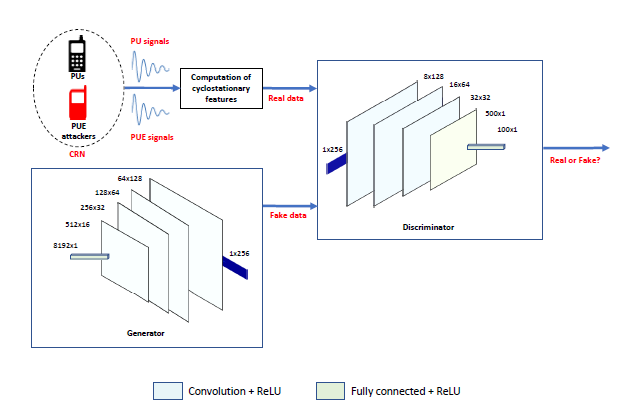 PU signals
PUs
PUE
attackers
CRN
PUE signals
Computation of
cyclostationary
features
Real data
8x128
16x64
32x32
500x1
100x1
1x256
Real or Fake?
Discriminator
64x128
128x64
256x32
512x16
8192x1
1x256
Fake data
Generator
Convolution + ReLU
Fully connected + ReLU